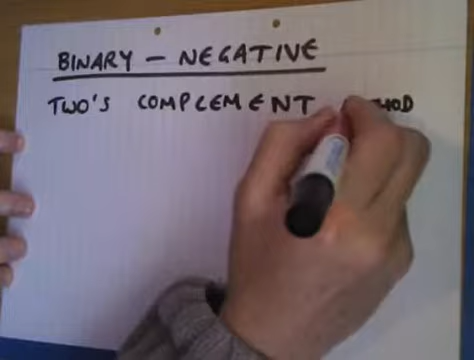 BINARY – NEGATIVE
TWO'S COMPLEMENT